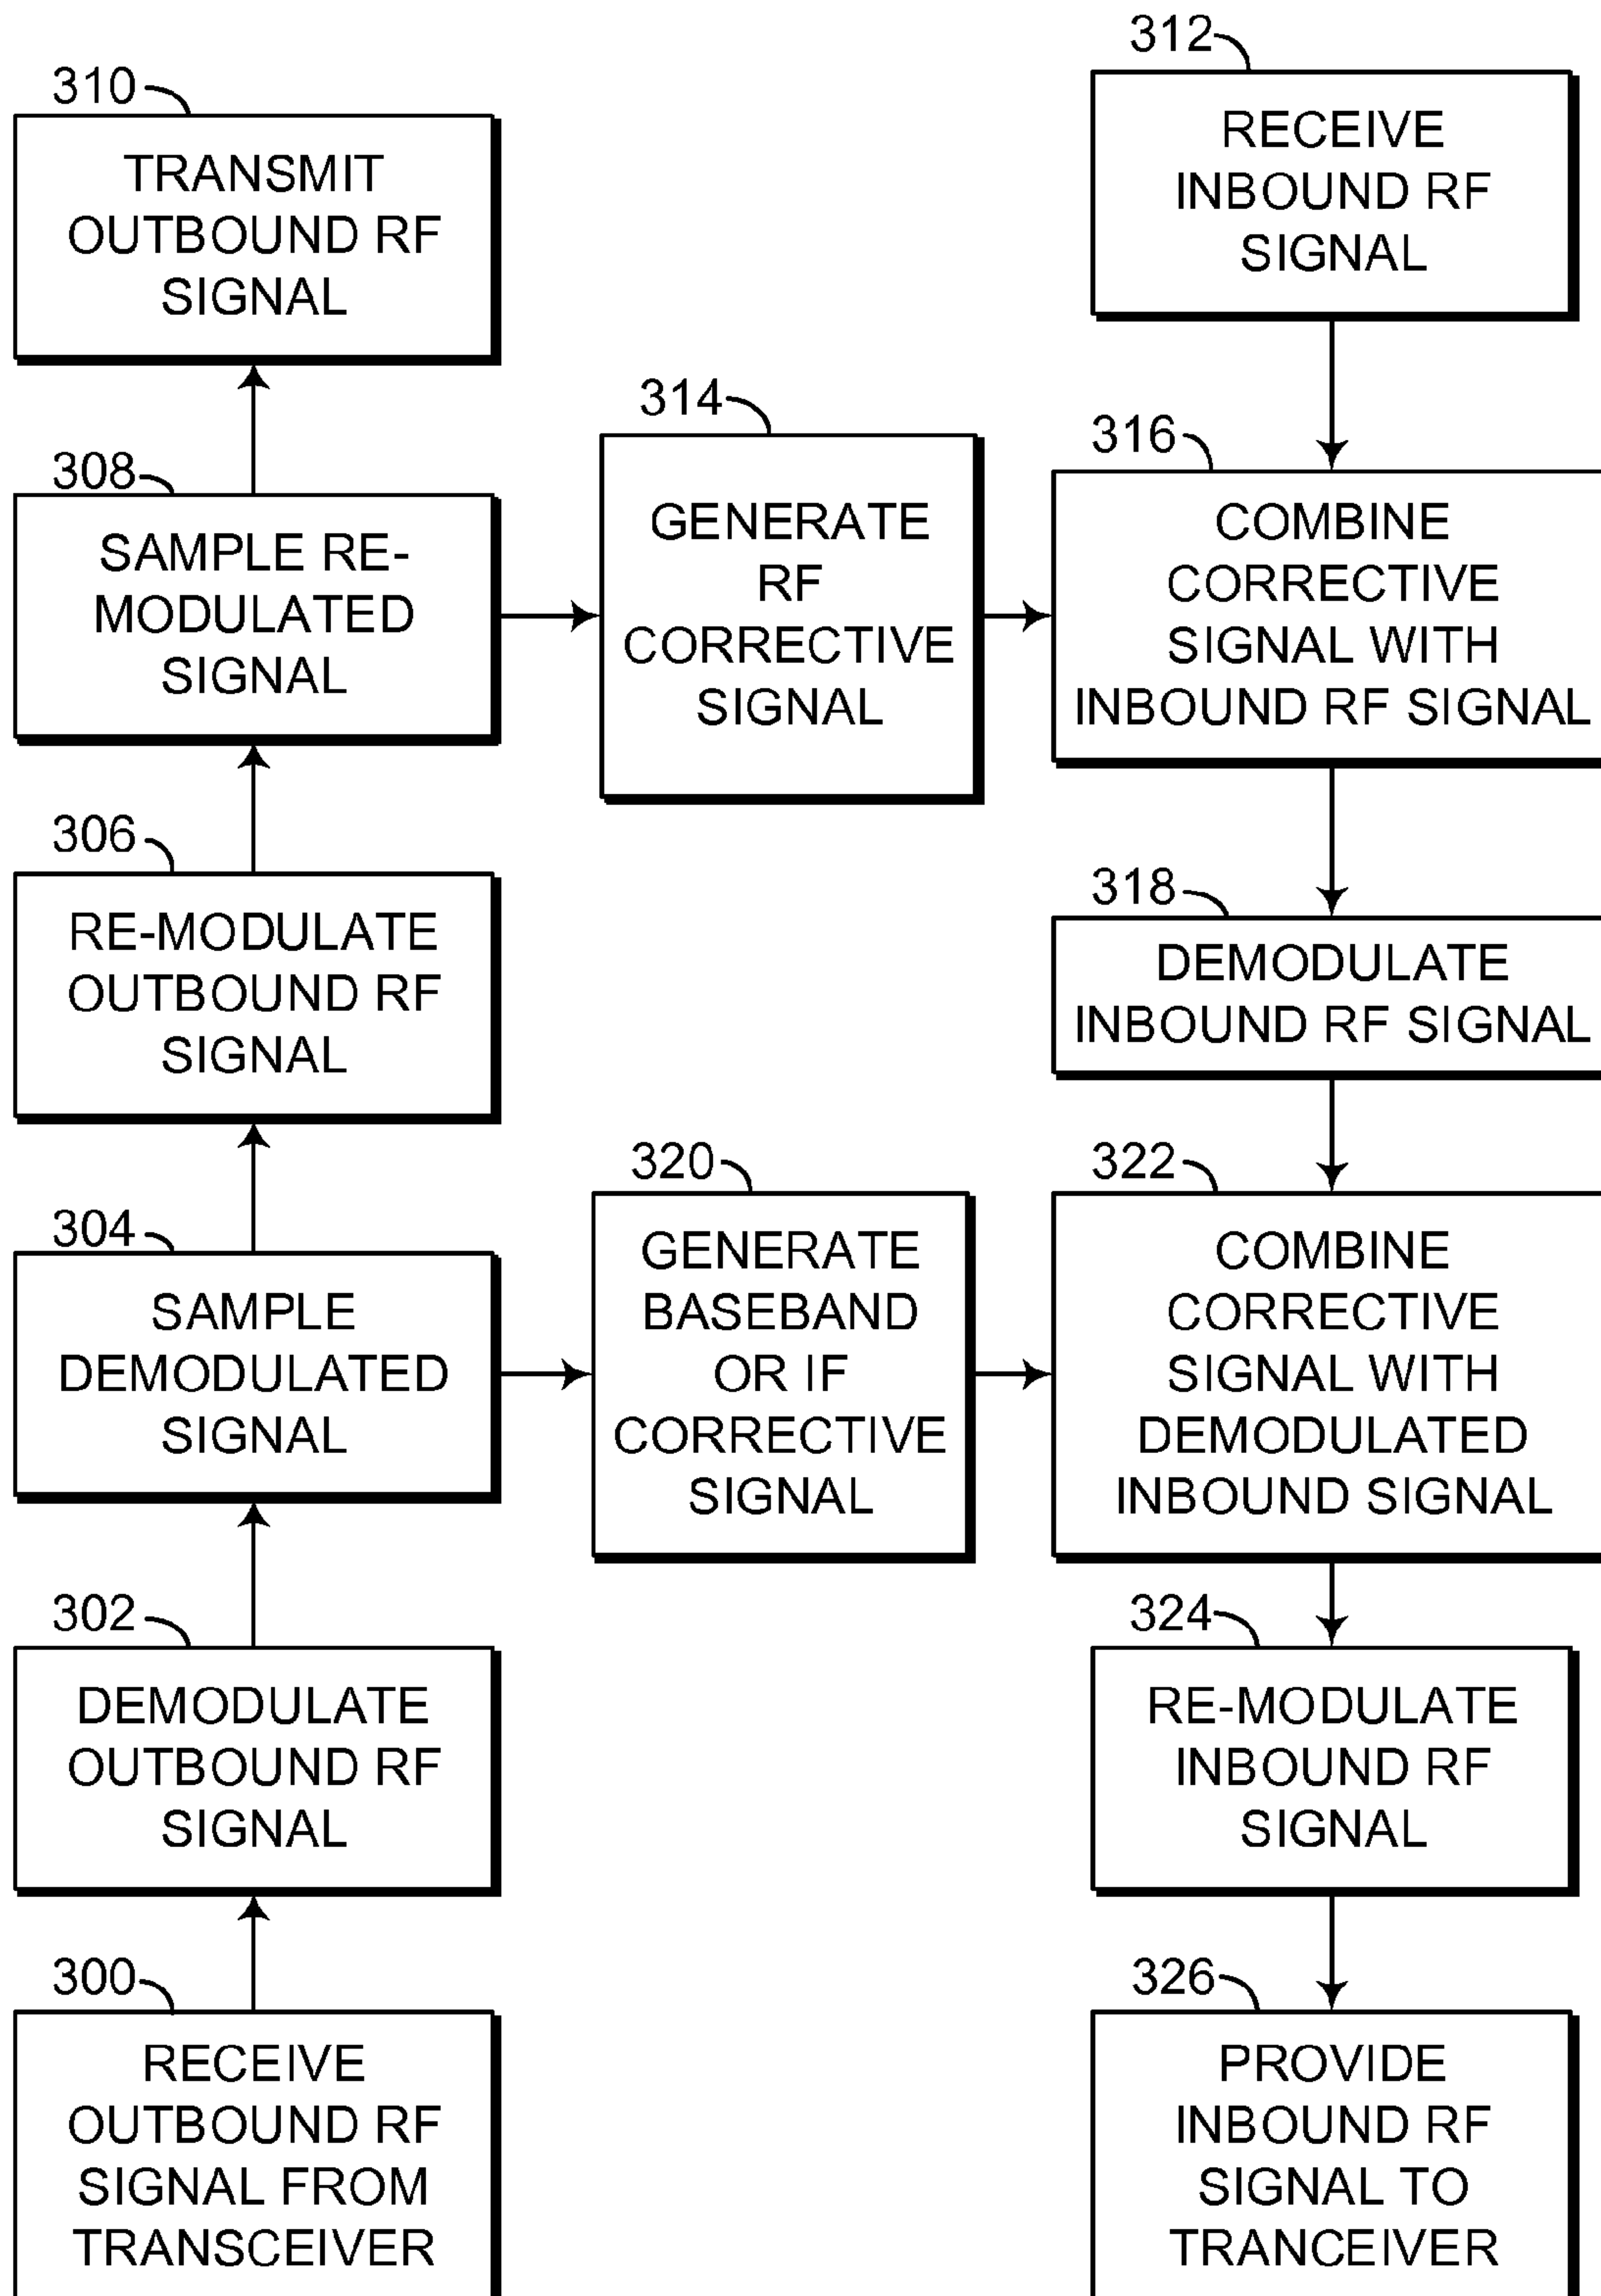 310
TRANSMIT
OUTBOUND RF
SIGNAL
312
RECEIVE
INBOUND RF
SIGNAL
308
SAMPLE RE-
MODULATED
SIGNAL
314
GENERATE
RF
CORRECTIVE
SIGNAL
316
COMBINE
CORRECTIVE
SIGNAL WITH
INBOUND RF SIGNAL
306
RE-MODULATE
OUTBOUND RF
SIGNAL
318
DEMODULATE
INBOUND RF SIGNAL
304
SAMPLE
DEMODULATED
SIGNAL
320
GENERATE
BASEBAND
OR IF
CORRECTIVE
SIGNAL
322
COMBINE
CORRECTIVE
SIGNAL WITH
DEMODULATED
INBOUND SIGNAL
302
DEMODULATE
OUTBOUND RF
SIGNAL
324
RE-MODULATE
INBOUND RF
SIGNAL
300
RECEIVE
OUTBOUND RF
SIGNAL FROM
TRANSCEIVER
326
PROVIDE
INBOUND RF
SIGNAL TO
TRANCEIVER